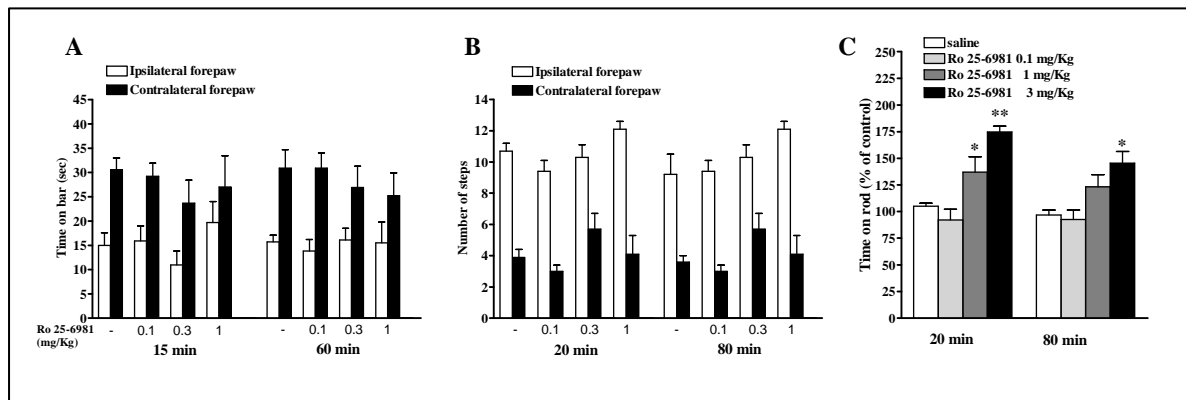 A
Ipsilateral forepaw
Contralateral forepaw
Time on bar (sec)
45
40
35
30
25
20
15
10
5
0
Ro 25-6981
(mg/Kg)
- 0.1 0.3 1 - 0.1 0.3 1
15 min 60 min
B
Ipsilateral forepaw
Contralateral forepaw
Number of steps
14
12
10
8
6
4
2
0
- 0.1 0.3 1 - 0.1 0.3 1
20 min 80 min
C
saline
Ro 25-6981 0.1 mg/Kg
Ro 25-6981 1 mg/Kg
Ro 25-6981 3 mg/Kg
Time on rod (% of control)
250
225
200
175
150
125
100
75
50
25
0
* ** *
20 min 80 min